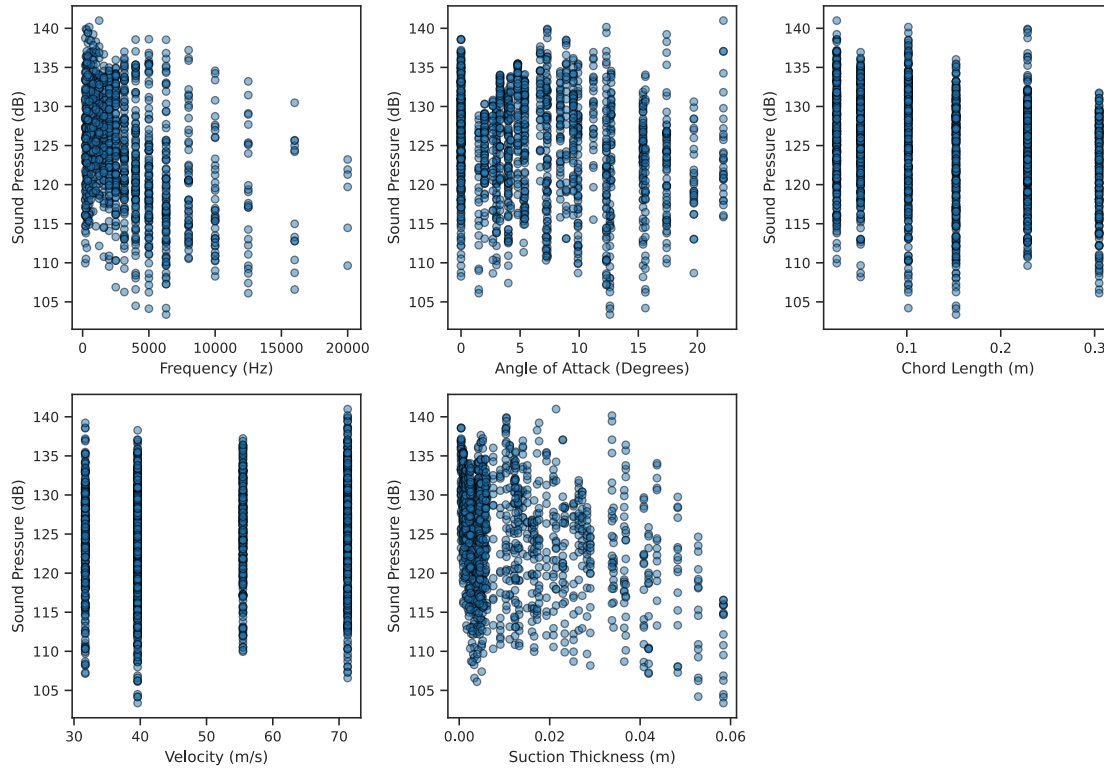 140
135
130
125
120
115
110
105
Sound Pressure (dB)
0 5000 10000 15000 20000
Frequency (Hz)
140
135
130
125
120
115
110
105
Sound Pressure (dB)
0 5 10 15 20
Angle of Attack (Degrees)
140
135
130
125
120
115
110
105
Sound Pressure (dB)
0.1 0.2 0.3
Chord Length (m)
140
135
130
125
120
115
110
105
Sound Pressure (dB)
30 40 50 60 70
Velocity (m/s)
140
135
130
125
120
115
110
105
Sound Pressure (dB)
0.00 0.02 0.04 0.06
Suction Thickness (m)